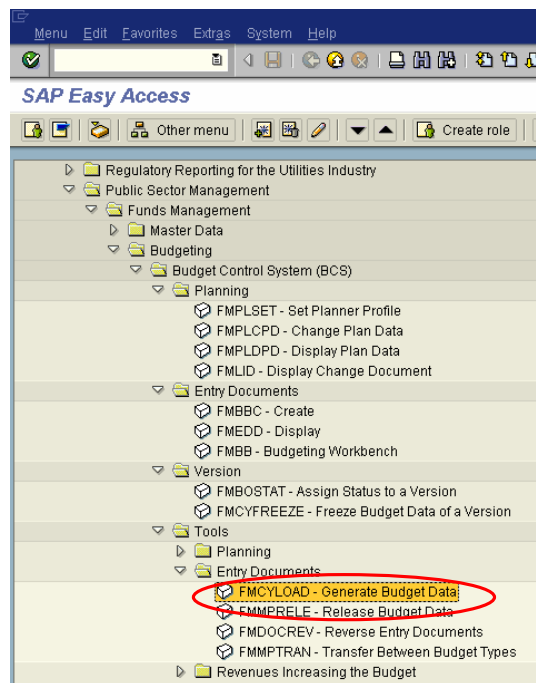 Menu Edit Favorites Extras System Help
SAP Easy Access
Other menu Create role
Regulatory Reporting for the Utilities Industry
Public Sector Management
Funds Management
Master Data
Budgeting
Budget Control System (BCS)
Planning
FMPLSET - Set Planner Profile
FMPLCPD - Change Plan Data
FMPLDPD - Display Plan Data
FMLID - Display Change Document
Entry Documents
FMBBC - Create
FMEDD - Display
FMBB - Budgeting Workbench
Version
FMBOSTAT - Assign Status to a Version
FMCYFREEZE - Freeze Budget Data of a Version
Tools
Planning
Entry Documents
FMCYLOAD - Generate Budget Data
FMMPRELE - Release Budget Data
FMDOCREV - Reverse Entry Documents
FMMPTRAN - Transfer Between Budget Types
Revenues Increasing the Budget